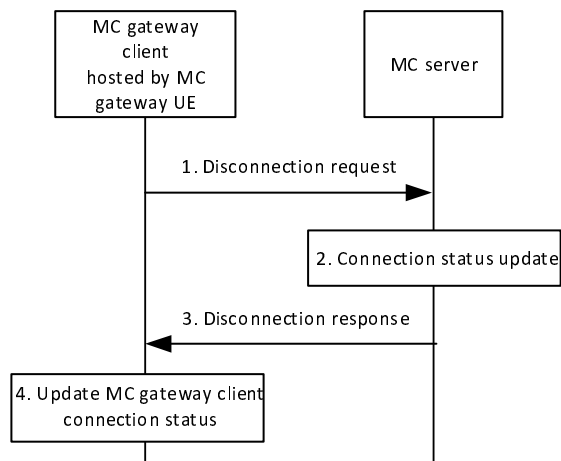 MC gateway
client
hosted by MC
gateway UE
MC server
1. Disconnection request
2. Connection status update
3. Disconnection response
4. Update MC gateway client
connection status